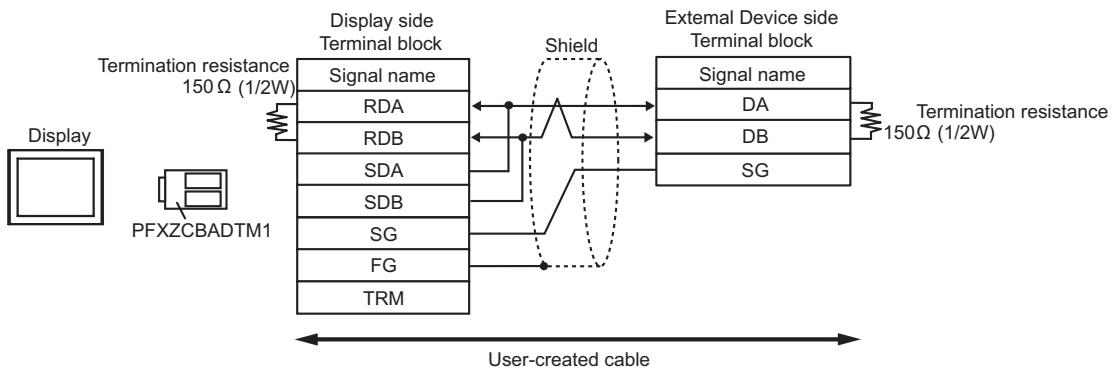 Display side
Terminal block
External Device side
Terminal block
Shield
Termination resistance
150Ω (1/2W)
Signal name
RDA
RDB
SDA
SDB
SG
FG
TRM
Signal name
DA
DB
SG
Termination resistance
150Ω (1/2W)
Display
PFXZCBADTM1
User-created cable